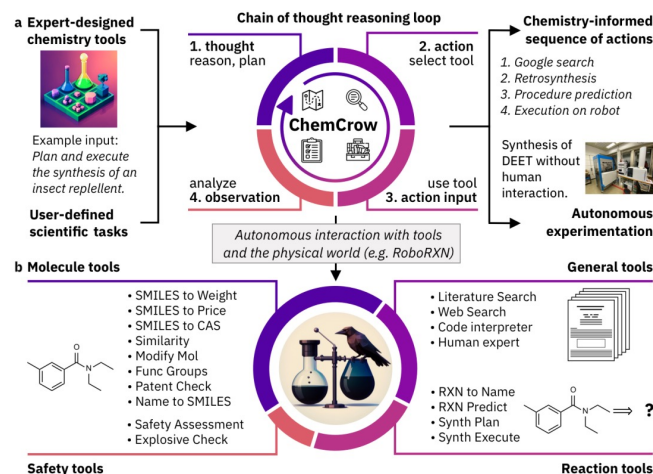 a Expert-designed
chemistry tools
Example input:
Plan and execute
the synthesis of an
insect repellent.
User-defined
scientific tasks
Chain of thought reasoning loop
1. thought
reason, plan
2. action
select tool
ChemCrow
analyze
4. observation
use tool
3. action input
Chemistry-informed
sequence of actions
1. Google search
2. Retrosynthesis
3. Procedure prediction
4. Execution on robot
Synthesis of
DEET without
human
interaction.
Autonomous
experimentation
Autonomous interaction with tools
and the physical world (e.g. RoboRXN)
b Molecule tools
• SMILES to Weight
• SMILES to Price
• SMILES to CAS
• Similarity
• Modify Mol
• Func Groups
• Patent Check
• Name to SMILES
• Safety Assessment
• Explosive Check
O
N
Safety tools
General tools
• Literature Search
• Web Search
• Code interpreter
• Human expert
• RXN to Name
• RXN Predict
• Synth Plan
• Synth Execute
O
N
⇒ ?
Reaction tools